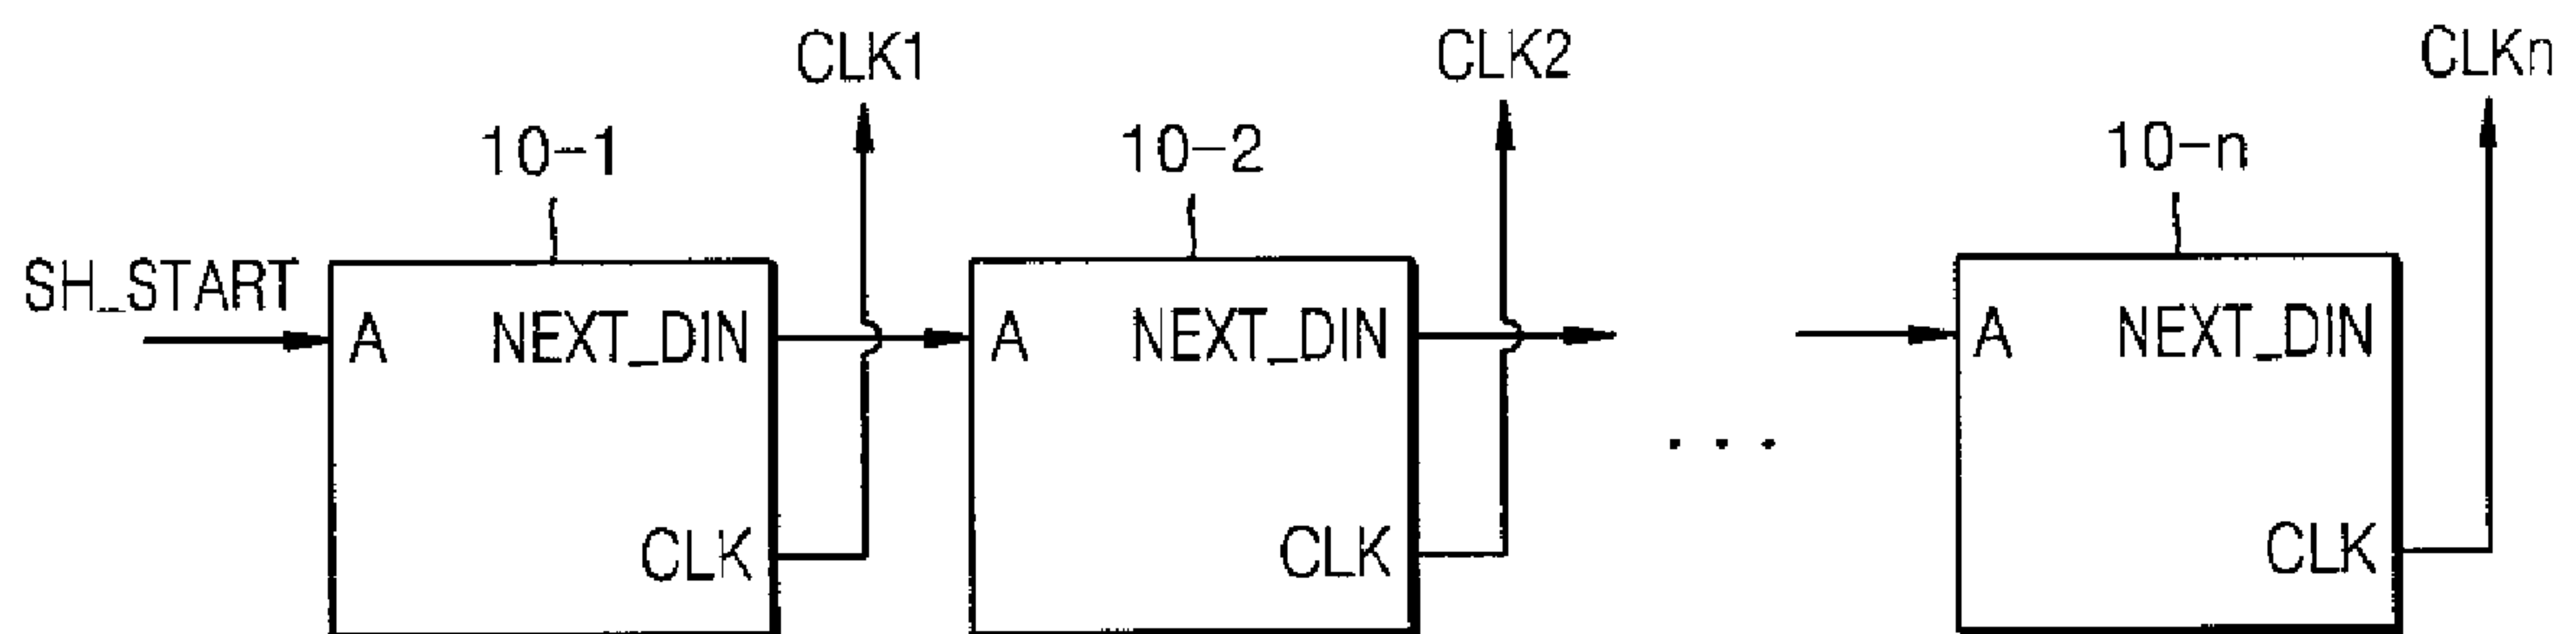 CLK1
CLK2
CLKn
10-1
10-2
10-n
SH_START
A NEXT_DIN
A NEXT_DIN
A NEXT_DIN
. . .
CLK
CLK
CLK